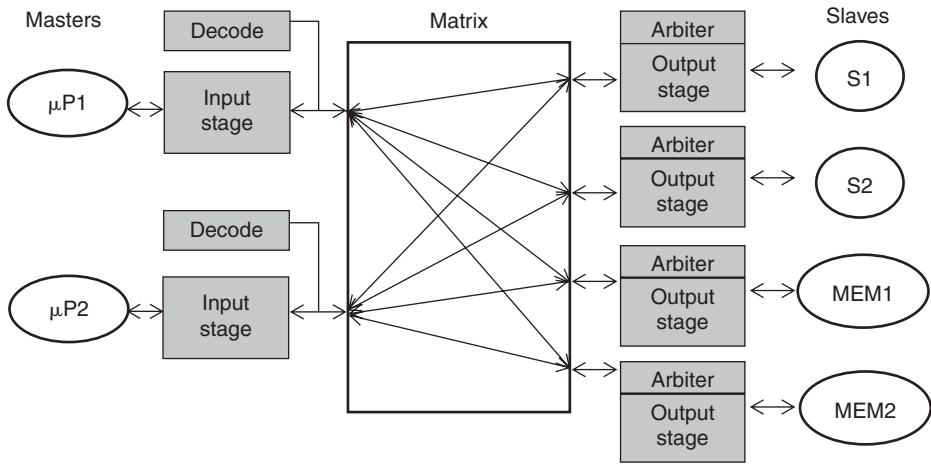 Masters
Matrix
Slaves
Decode
Input
stage
μP1
Decode
Input
stage
μP2
Arbiter
Output
stage
S1
Arbiter
Output
stage
S2
Arbiter
Output
stage
MEM1
Arbiter
Output
stage
MEM2